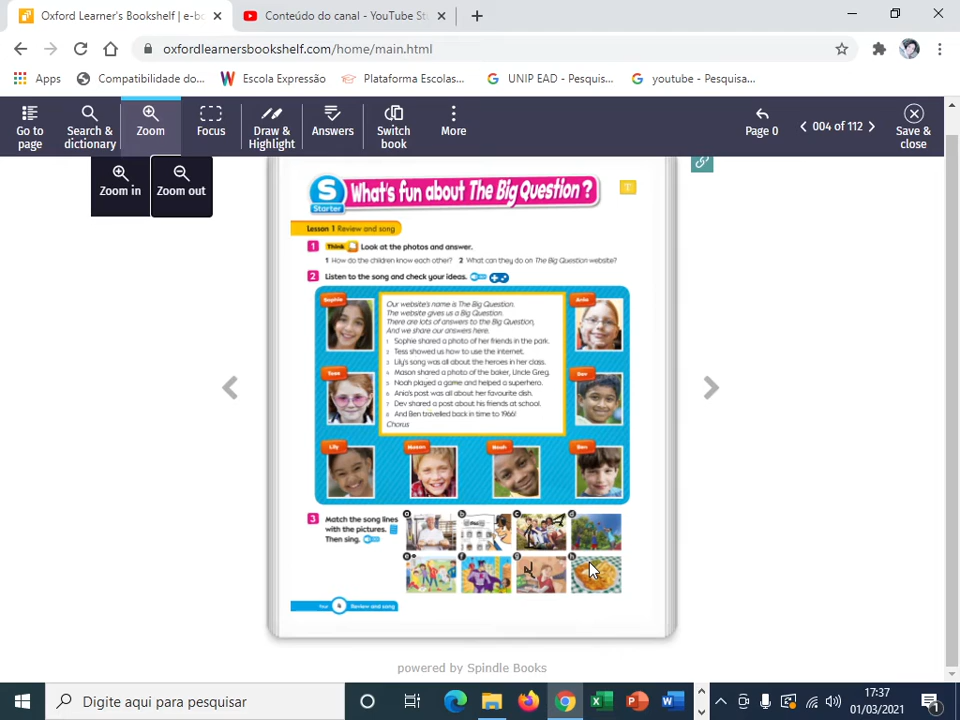 Oxford Learner's Bookshelf | e-bo
Conteúdo do canal - YouTube Stu
oxfordlearnersbookshelf.com/home/main.html
Apps
Compatibilidade do...
Escola Expressão
Plataforma Escolas...
UNIP EAD - Pesquis...
youtube - Pesquisa...
Go to page
Search & dictionary
Zoom
Focus
Draw & Highlight
Answers
Switch book
More
Page 0
004 of 112
Save & close
Zoom in
Zoom out
S
Starter
What's fun about The Big Question?
T
Lesson 1 Review and song
1 Think Look at the photos and answer.
1 How do the children know each other? 2 What can they do on The Big Question website?
2 Listen to the song and check your ideas.
Sophie
Tess
Lily
Mason
Noah
Ben
Dev
Ania
Our website's name is The Big Question.
The website gives us a Big Question.
There are lots of answers to the Big Question,
And we share our answers here.
1 Sophie shared a photo of her friends in the park.
2 Tess showed us how to use the internet.
3 Lily's song was all about the heroes in her class.
4 Mason shared a photo of the baker, Uncle Greg.
5 Noah played a game and helped a superhero.
6 Ania's post was all about her favourite dish.
7 Dev shared a post about his friends at school.
8 And Ben travelled back in time to 1966!
Chorus
3 Match the song lines
with the pictures.
Then sing.
a
b
c
d
e
f
g
h
4 Review and song
powered by Spindle Books
Digite aqui para pesquisar
17:37
01/03/2021